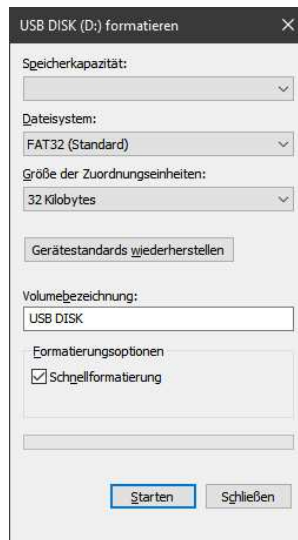 USB DISK (D:) formatieren
Speicherkapazität:
Dateisystem:
FAT32 (Standard)
Größe der Zuordnungseinheiten:
32 Kilobytes
Gerätestandards wiederherstellen
Volumebezeichnung:
USB DISK
Formatierungsoptionen
Schnellformatierung
Starten Schließen